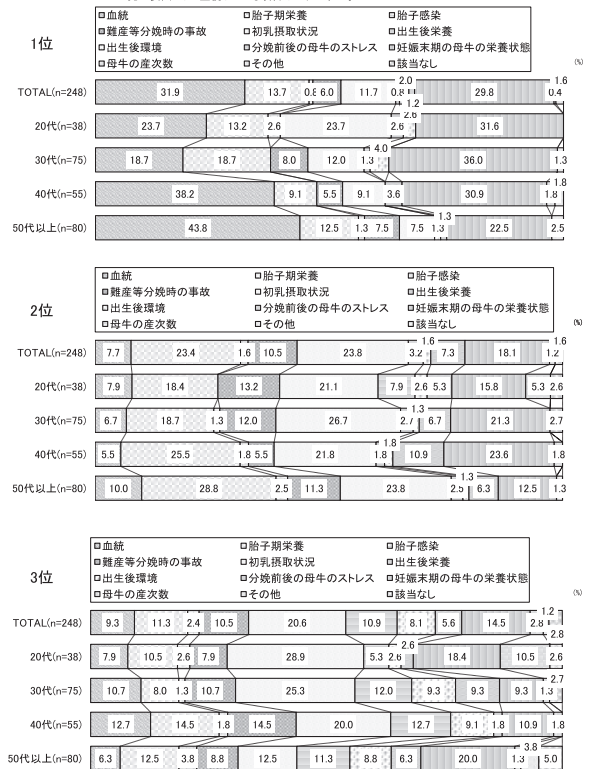 1位
血統 胎子期栄養 胎子感染
難産等分娩時の事故 初乳摂取状況 出生後栄養
出生後環境 分娩前後の母牛のストレス 妊娠末期の母牛の栄養状態
母牛の産次数 その他 該当なし
(%)
TOTAL(n=248) 31.9 13.7 0.8 6.0 11.7 0.8 2.0 1.2 29.8 0.4 1.6
20代(n=38) 23.7 13.2 2.6 23.7 2.6 2.6 31.6
30代(n=75) 18.7 18.7 8.0 12.0 1.3 4.0 36.0 1.3
40代(n=55) 38.2 9.1 5.5 9.1 3.6 30.9 1.8 1.8
50代以上(n=80) 43.8 12.5 1.3 7.5 7.5 1.3 1.3 22.5 2.5
2位
血統 胎子期栄養 胎子感染
難産等分娩時の事故 初乳摂取状況 出生後栄養
出生後環境 分娩前後の母牛のストレス 妊娠末期の母牛の栄養状態
母牛の産次数 その他 該当なし
(%)
TOTAL(n=248) 7.7 23.4 1.6 10.5 23.8 3.2 1.6 7.3 18.1 1.2 1.6
20代(n=38) 7.9 18.4 13.2 21.1 7.9 2.6 5.3 15.8 5.3 2.6
30代(n=75) 6.7 18.7 1.3 12.0 26.7 2.7 1.3 6.7 21.3 2.7
40代(n=55) 5.5 25.5 1.8 5.5 21.8 1.8 1.8 10.9 23.6 1.8
50代以上(n=80) 10.0 28.8 2.5 11.3 23.8 2.5 1.3 6.3 12.5 1.3
3位
血統 胎子期栄養 胎子感染
難産等分娩時の事故 初乳摂取状況 出生後栄養
出生後環境 分娩前後の母牛のストレス 妊娠末期の母牛の栄養状態
母牛の産次数 その他 該当なし
(%)
TOTAL(n=248) 9.3 11.3 2.4 10.5 20.6 10.9 8.1 5.6 14.5 2.8 1.2 2.8
20代(n=38) 7.9 10.5 2.6 7.9 28.9 5.3 2.6 2.6 18.4 10.5 2.6
30代(n=75) 10.7 8.0 1.3 10.7 25.3 12.0 9.3 9.3 9.3 1.3 2.7
40代(n=55) 12.7 14.5 1.8 14.5 20.0 12.7 9.1 1.8 10.9 1.8
50代以上(n=80) 6.3 12.5 3.8 8.8 12.5 11.3 8.8 6.3 20.0 3.8 1.3 5.0